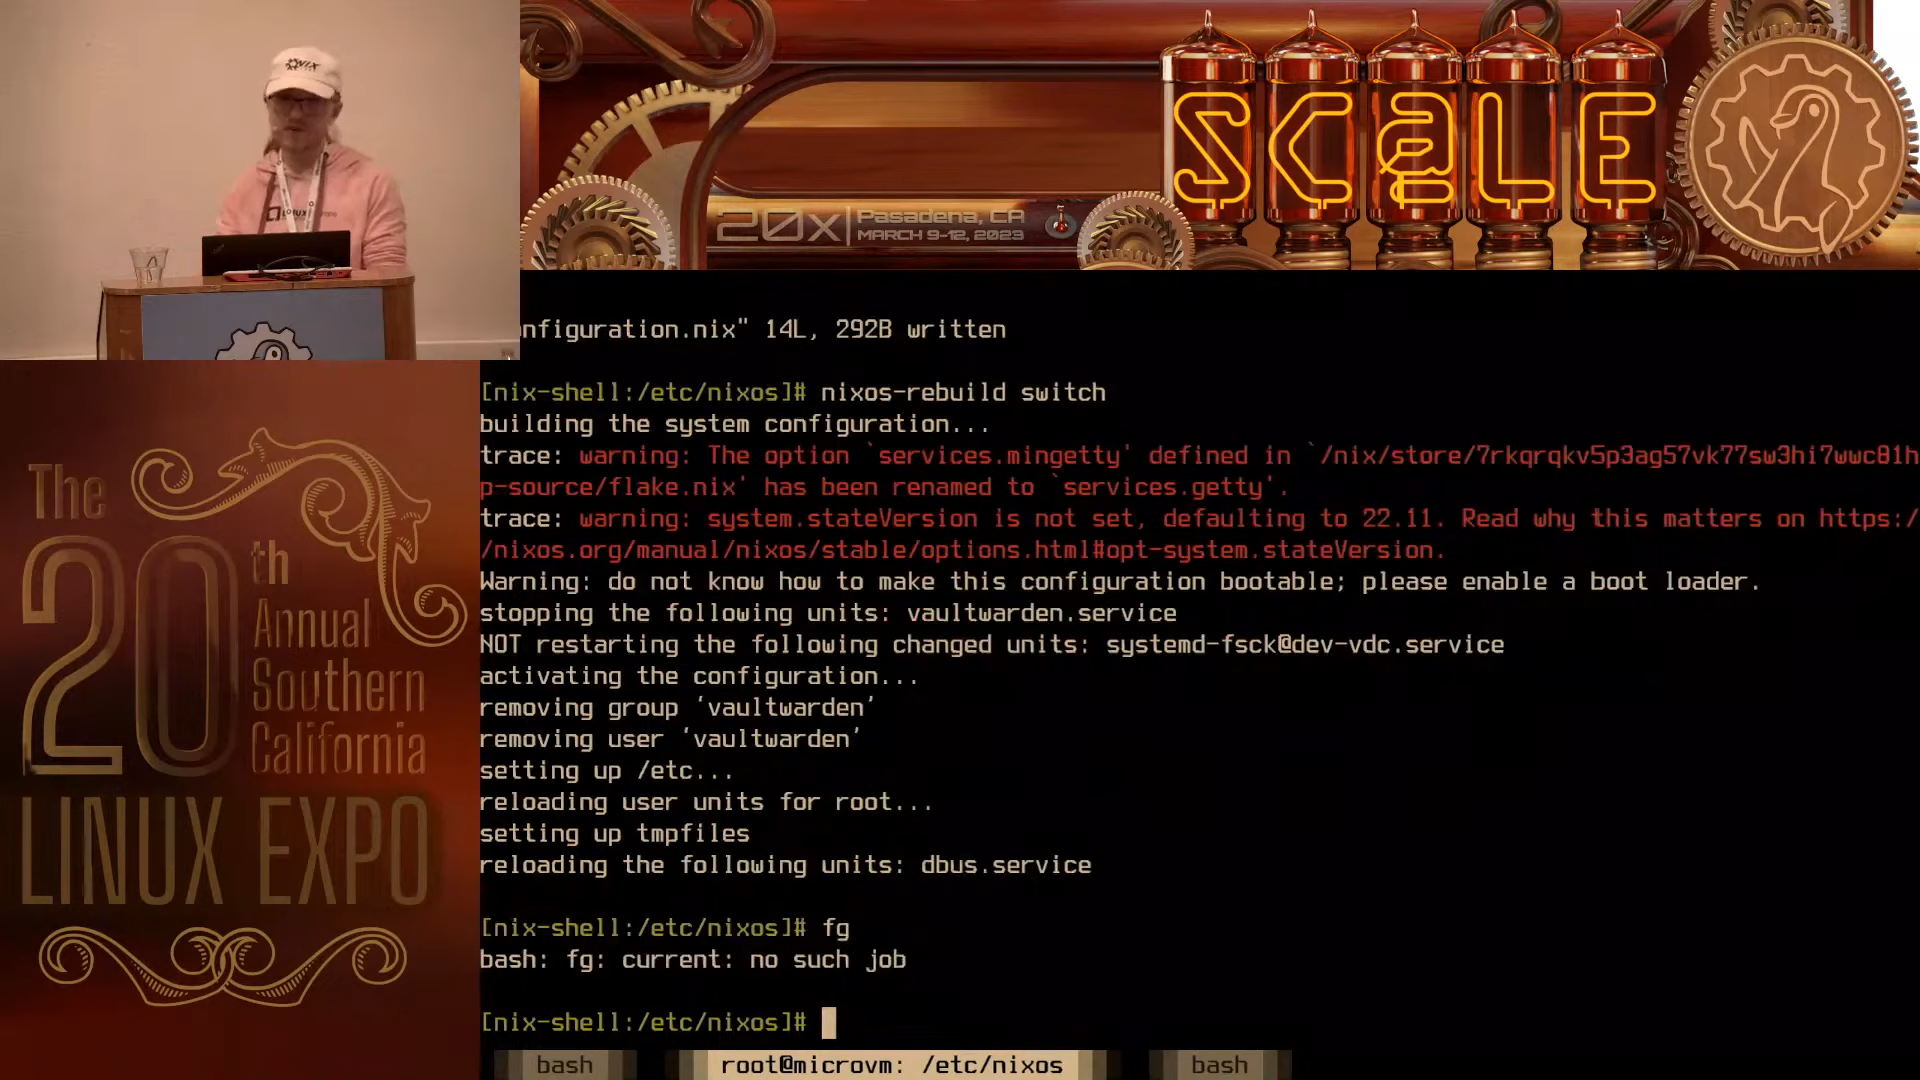 NIX
LINUX
SCaLE
20x
Pasadena, CA
MARCH 9-12, 2023
The
20th
Annual
Southern
California
LINUX EXPO
nfiguration.nix" 14L, 292B written
[nix-shell:/etc/nixos]# nixos-rebuild switch
building the system configuration...
trace: warning: The option `services.mingetty' defined in `/nix/store/7rkqrqkv5p3ag57vk77sw3hi7wwc81h
p-source/flake.nix' has been renamed to `services.getty'.
trace: warning: system.stateVersion is not set, defaulting to 22.11. Read why this matters on https:/
/nixos.org/manual/nixos/stable/options.html#opt-system.stateVersion.
Warning: do not know how to make this configuration bootable; please enable a boot loader.
stopping the following units: vaultwarden.service
NOT restarting the following changed units: systemd-fsck@dev-vdc.service
activating the configuration...
removing group ‘vaultwarden’
removing user ‘vaultwarden’
setting up /etc...
reloading user units for root...
setting up tmpfiles
reloading the following units: dbus.service
[nix-shell:/etc/nixos]# fg
bash: fg: current: no such job
[nix-shell:/etc/nixos]#
bash root@microvm: /etc/nixos bash